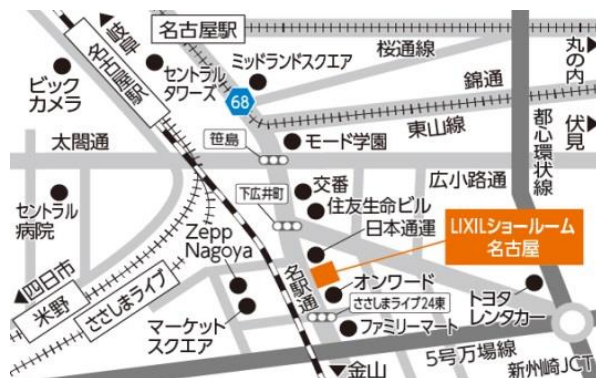 岐阜
名古屋駅
名古屋駅
ミッドランドスクエア
桜通線
丸の内
ビック
カメラ
セントラル
タワーズ
68
錦通
東山線
伏見
太閤通
笹島
モード学園
都心環状線
広小路通
交番
下広井町
住友生命ビル
日本通運
セントラル
病院
Zepp
Nagoya
LIXILショールーム
名古屋
名駅通
オンワード
四日市
米野
ささしまライブ
ささしまライブ24東
トヨタ
レンタカー
マーケット
スクエア
ファミリーマート
5号万場線
金山
新州崎JCT